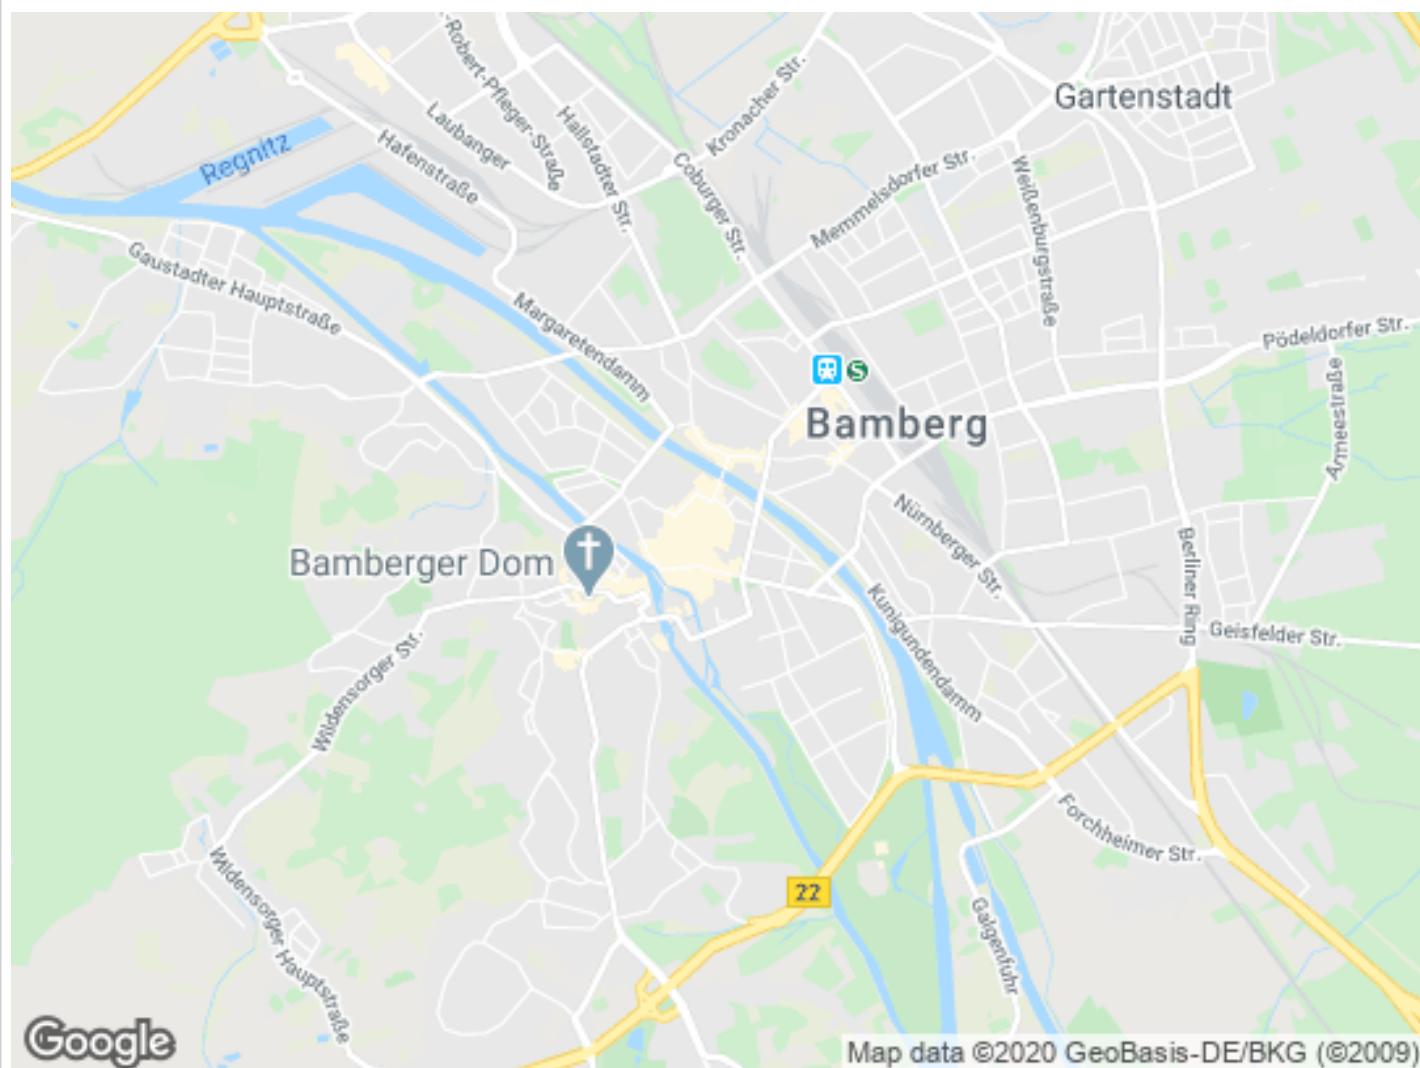 -Robert-Pfleger-Straße
Laubanger
Hallstadter Str.
Kronacher Str.
Gartenstadt
Regnitz
Hafenstraße
Coburger Str.
Memmelsdorfer Str.
Weißenburgstraße
Gaustadter Hauptstraße
Margaretendamm
Pödeldorfer Str.
S
Bamberg
Armeestraße
Nürnberger Str.
Bamberger Dom
Berliner Ring
Kunigundendamm
Geisfelder Str.
Wildensorger Str.
Forchheimer Str.
22
Wildensorger Hauptstraße
Galgenfuhr
Google
Map data ©2020 GeoBasis-DE/BKG (©2009)